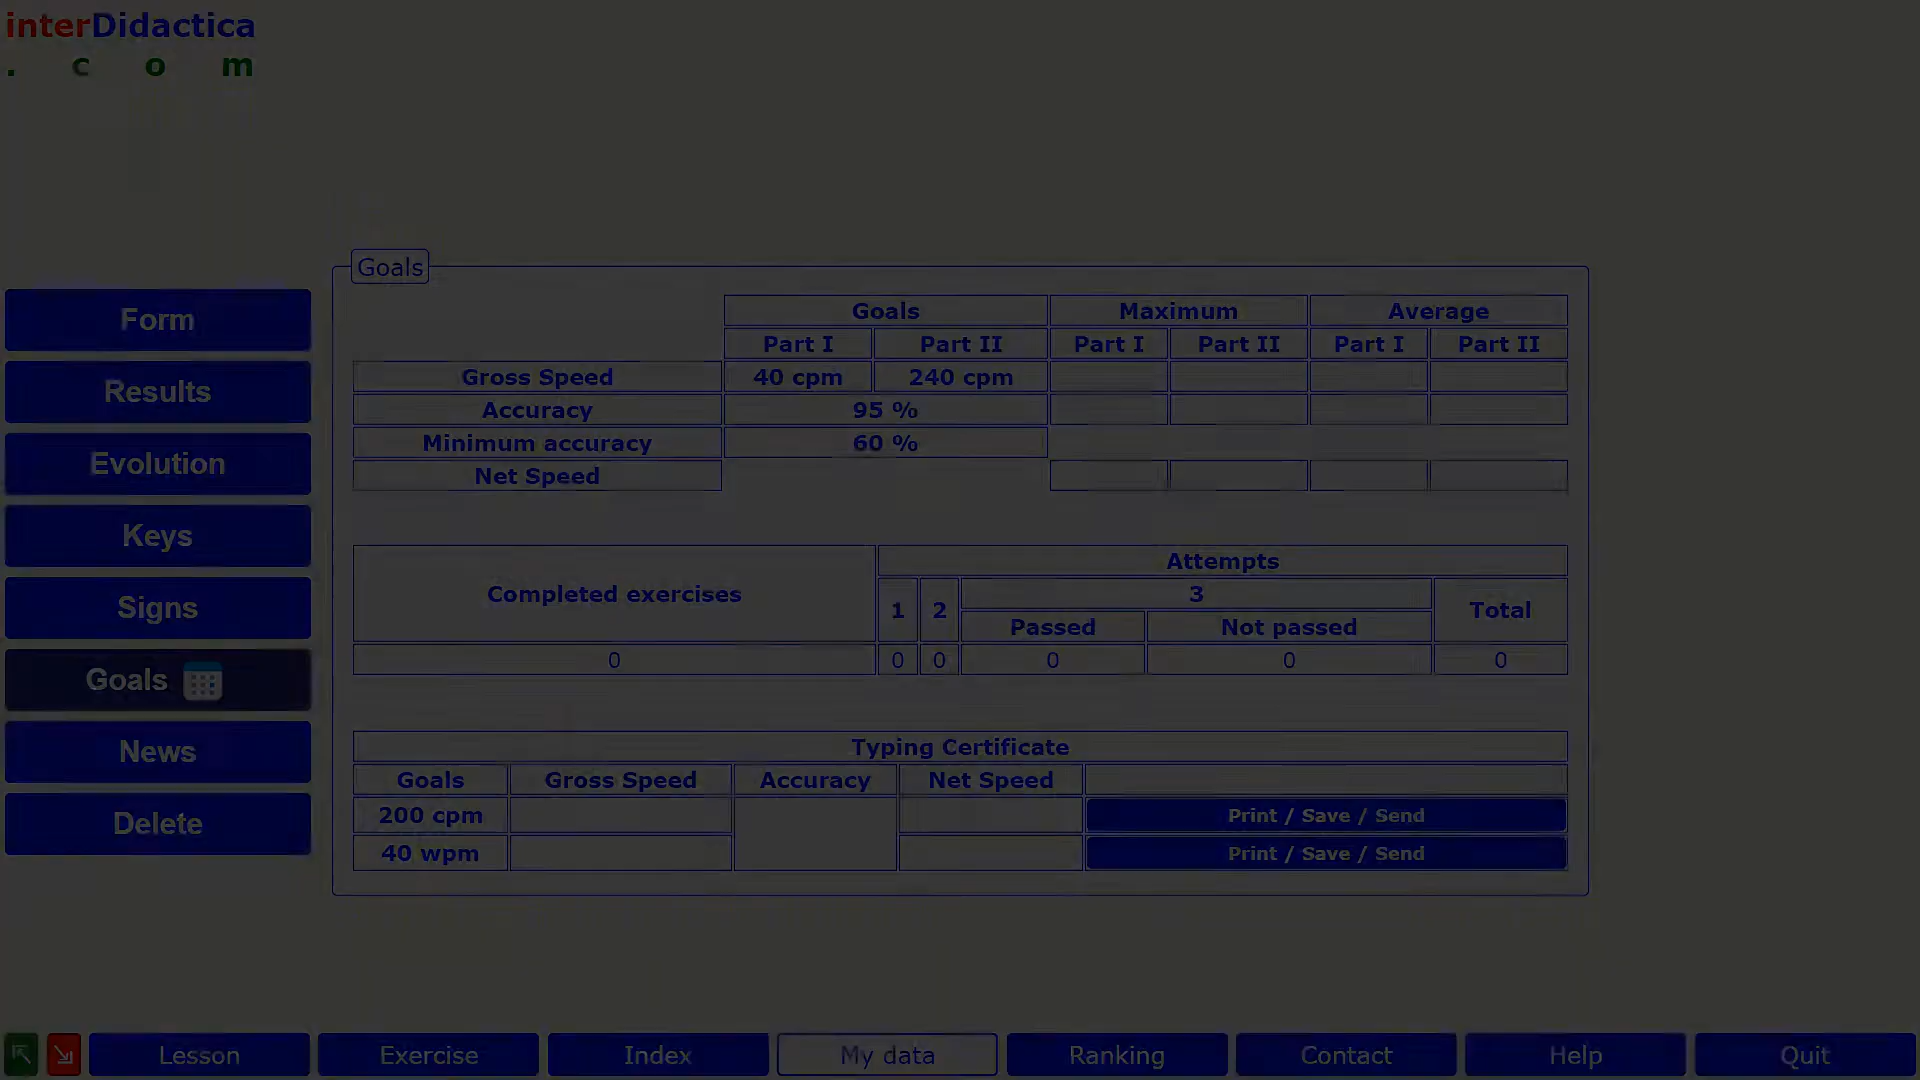 interDidactica
. c o m
Form
Results
Evolution
Keys
Signs
Goals
News
Delete
Goals
Goals Maximum Average
Part I Part II Part I Part II Part I Part II
Gross Speed 40 cpm 240 cpm
Accuracy 95 %
Minimum accuracy 60 %
Net Speed
Completed exercises Attempts
1 2 3 Total
Passed Not passed
0 0 0 0 0 0
Typing Certificate
Goals Gross Speed Accuracy Net Speed
200 cpm Print / Save / Send
40 wpm Print / Save / Send
Lesson Exercise Index My data Ranking Contact Help Quit